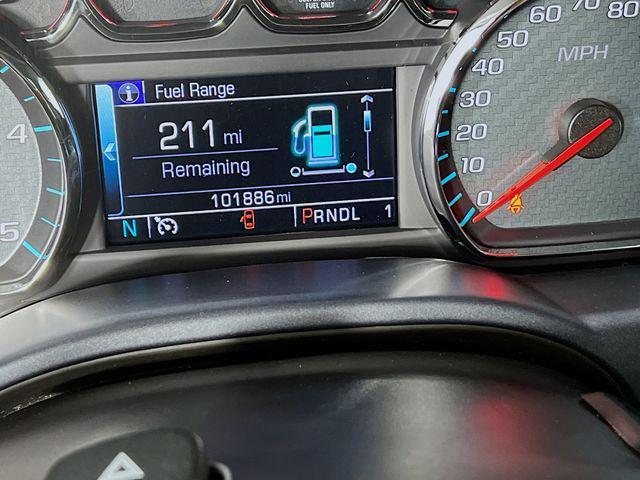 FUEL ONLY
Fuel Range
211 mi
Remaining
101886 mi
N PRNDL 1
4
5
0
10
20
30
40
50
60
70
80
MPH